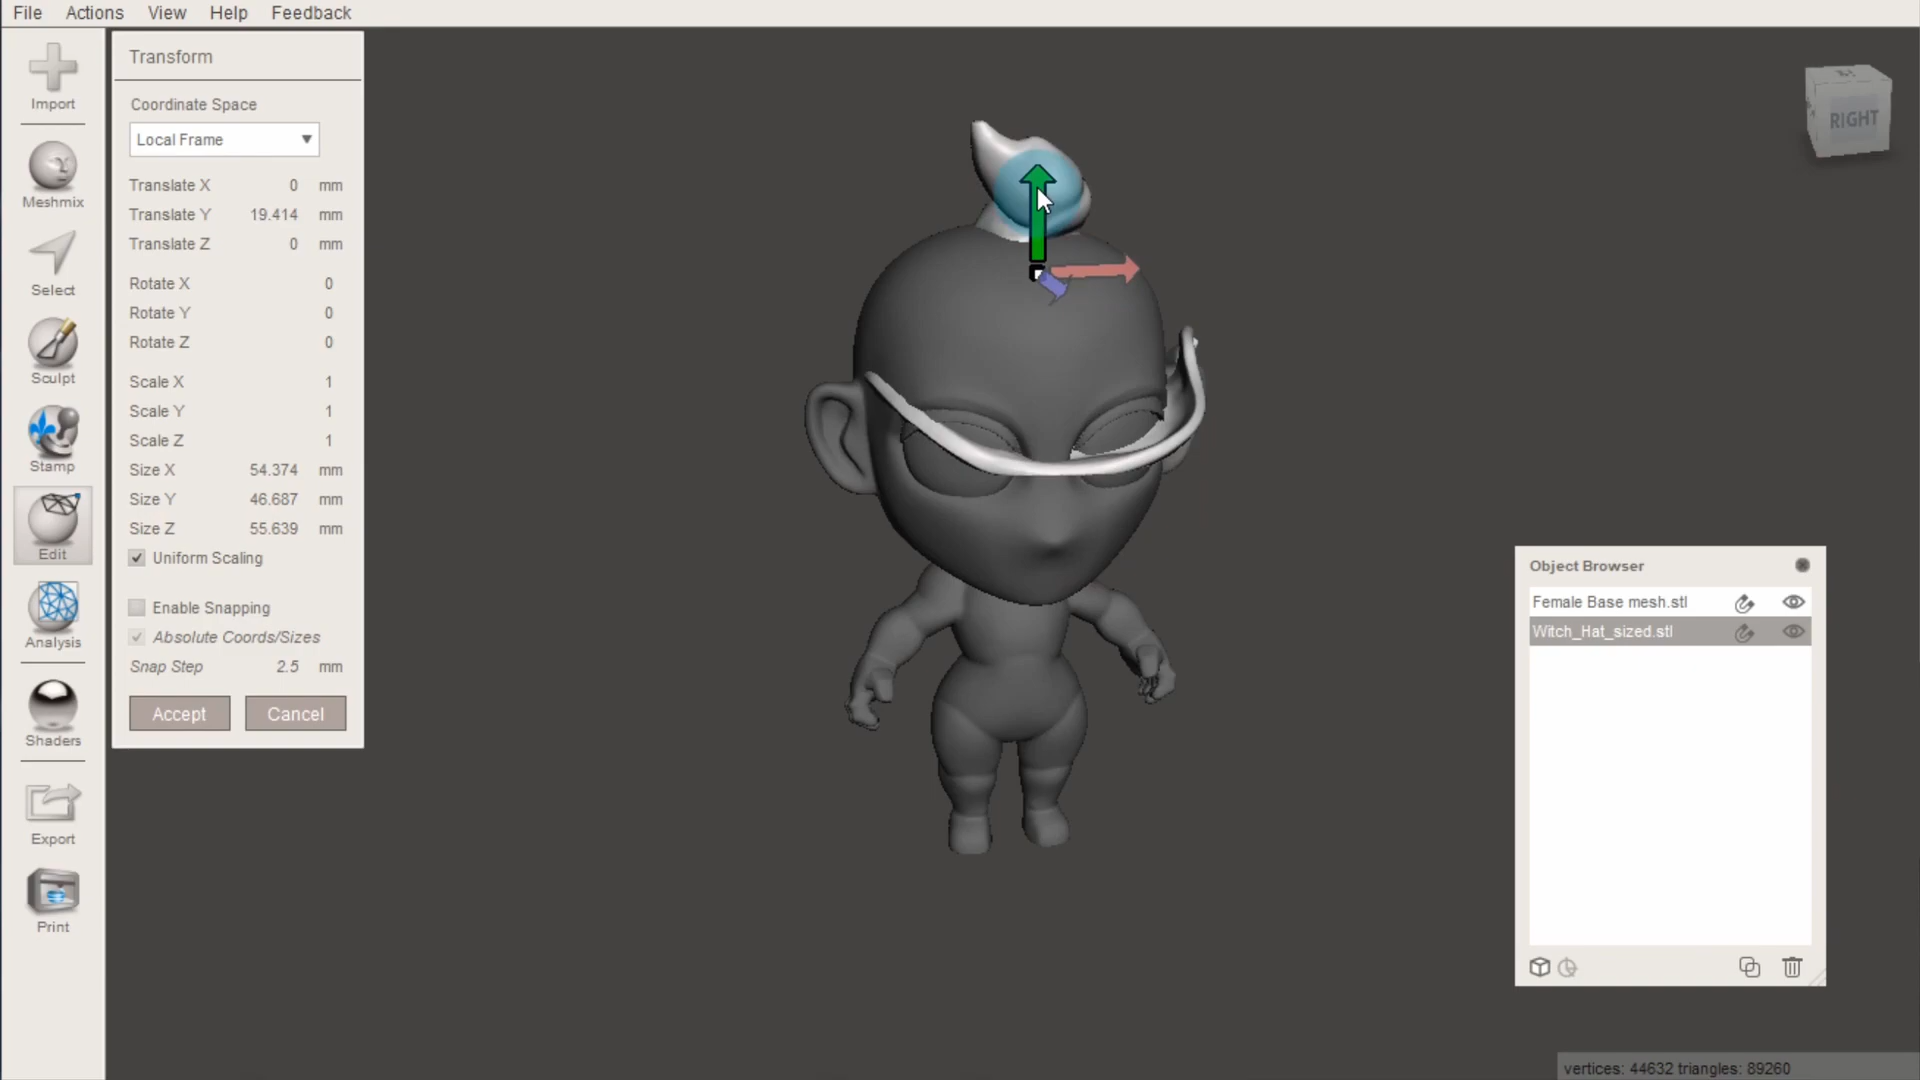 File Actions View Help Feedback
Import
Meshmix
Select
Sculpt
Stamp
Edit
Analysis
Shaders
Export
Print
Transform
Coordinate Space
Local Frame
Translate X 0 mm
Translate Y 19.414 mm
Translate Z 0 mm
Rotate X 0
Rotate Y 0
Rotate Z 0
Scale X 1
Scale Y 1
Scale Z 1
Size X 54.374 mm
Size Y 46.687 mm
Size Z 55.639 mm
Uniform Scaling
Enable Snapping
Absolute Coords/Sizes
Snap Step 2.5 mm
Accept Cancel
RIGHT
Object Browser
Female Base mesh.stl
Witch_Hat_sized.stl
vertices: 44632 triangles: 89260